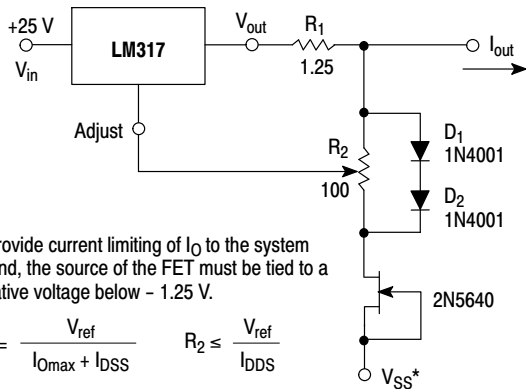 +25 V
V_in
LM317
V_out
R_1
1.25
I_out
Adjust
R_2
100
D_1
1N4001
D_2
1N4001
rovide current limiting of I_O to the system
nd, the source of the FET must be tied to a
ative voltage below – 1.25 V.
2N5640
= V_ref / (I_Omax + I_DSS)
R_2 ≤ V_ref / I_DDS
V_SS*